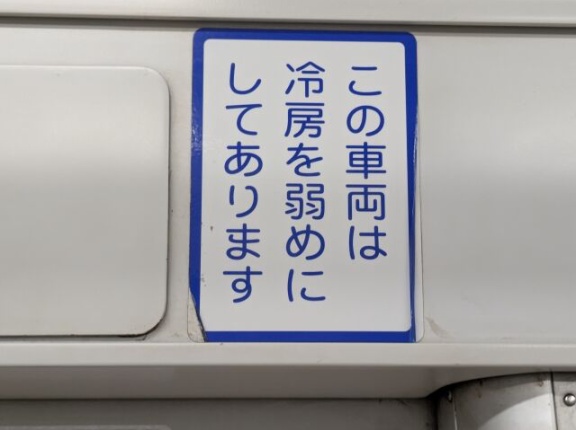 この車両は
冷房を弱めに
してあります